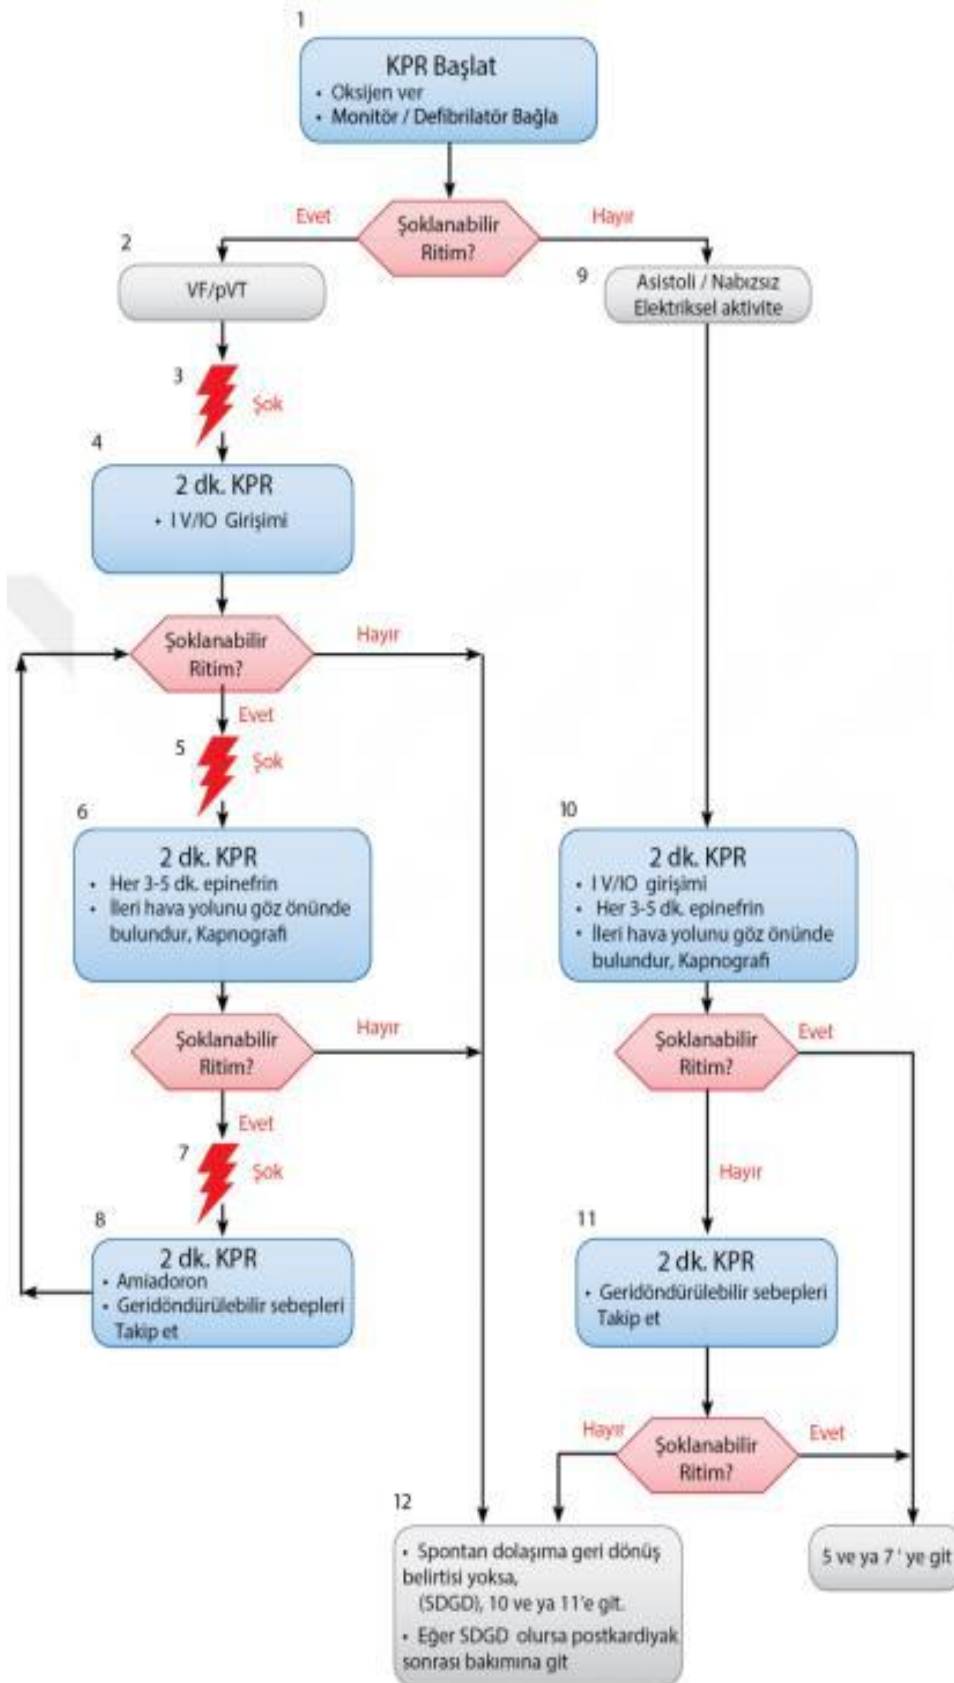 1
KPR Başlat
• Oksijen ver
• Monitör / Defibrilatör Bağla
Evet
Şoklanabilir
Ritim?
Hayır
2
VF/pVT
9
Asistoli / Nabızsız
Elektriksel aktivite
3
Şok
4
2 dk. KPR
• I V/IO Girişimi
Şoklanabilir
Ritim?
Hayır
Evet
5
Şok
6
2 dk. KPR
• Her 3-5 dk. epinefrin
• İleri hava yolunu göz önünde
bulundur, Kapnografi
10
2 dk. KPR
• I V/IO girişimi
• Her 3-5 dk. epinefrin
• İleri hava yolunu göz önünde
bulundur, Kapnografi
Şoklanabilir
Ritim?
Hayır
Şoklanabilir
Ritim?
Evet
Evet
7
Şok
Hayır
8
2 dk. KPR
• Amiadoron
• Geridöndürülebilir sebepleri
Takip et
11
2 dk. KPR
• Geridöndürülebilir sebepleri
Takip et
Hayır
Şoklanabilir
Ritim?
Evet
12
• Spontan dolaşıma geri dönüş
belirtisi yoksa,
(SDGD), 10 ve ya 11'e git.
• Eğer SDGD olursa postkardiyak
sonrası bakımına git
5 ve ya 7 ' ye git